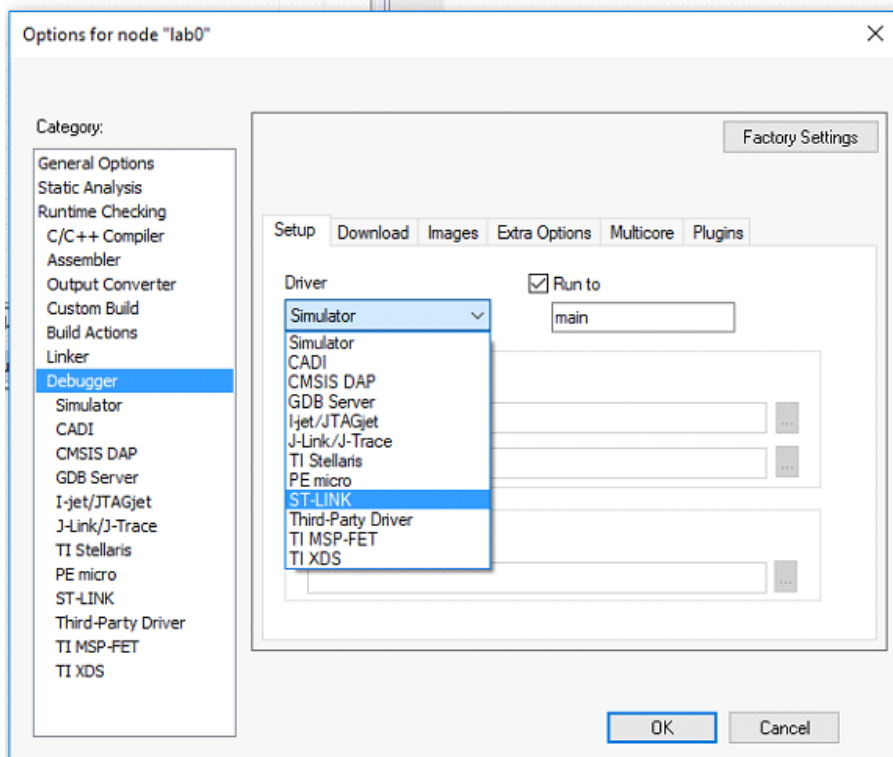 Options for node "lab0"
Category:
General Options
Static Analysis
Runtime Checking
C/C++ Compiler
Assembler
Output Converter
Custom Build
Build Actions
Linker
Debugger
Simulator
CADI
CMSIS DAP
GDB Server
I-jet/JTAGjet
J-Link/J-Trace
TI Stellaris
PE micro
ST-LINK
Third-Party Driver
TI MSP-FET
TI XDS
Factory Settings
Setup Download Images Extra Options Multicore Plugins
Driver
Run to
Simulator
main
Simulator
CADI
CMSIS DAP
GDB Server
I-jet/JTAGjet
J-Link/J-Trace
TI Stellaris
PE micro
ST-LINK
Third-Party Driver
TI MSP-FET
TI XDS
...
...
...
OK Cancel